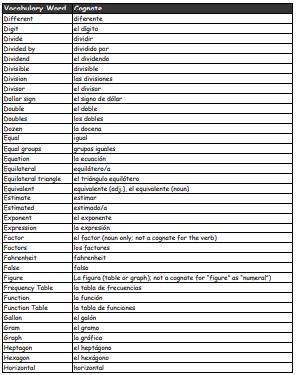 Vocabulary Word Cognate
Different diferente
Digit el dígito
Divide dividir
Divided by dividido por
Dividend el dividendo
Divisible divisible
Division las divisiones
Divisor el divisor
Dollar sign el signo de dólar
Double el doble
Doubles los dobles
Dozen la docena
Equal igual
Equal groups grupos iguales
Equation la ecuación
Equilateral equilátero/a
Equilateral triangle el triángulo equilátero
Equivalent equivalente (adj.), el equivalente (noun)
Estimate estimar
Estimated estimado/a
Exponent el exponente
Expression la expresión
Factor el factor (noun only; not a cognate for the verb)
Factors los factores
Fahrenheit fahrenheit
False falso
Figure La figura (table or graph); not a cognate for "figure" as "numeral")
Frequency Table la tabla de frecuencias
Function la función
Function Table la tabla de funciones
Gallon el galón
Gram el gramo
Graph la gráfica
Heptagon el heptágono
Hexagon el hexágono
Horizontal horizontal